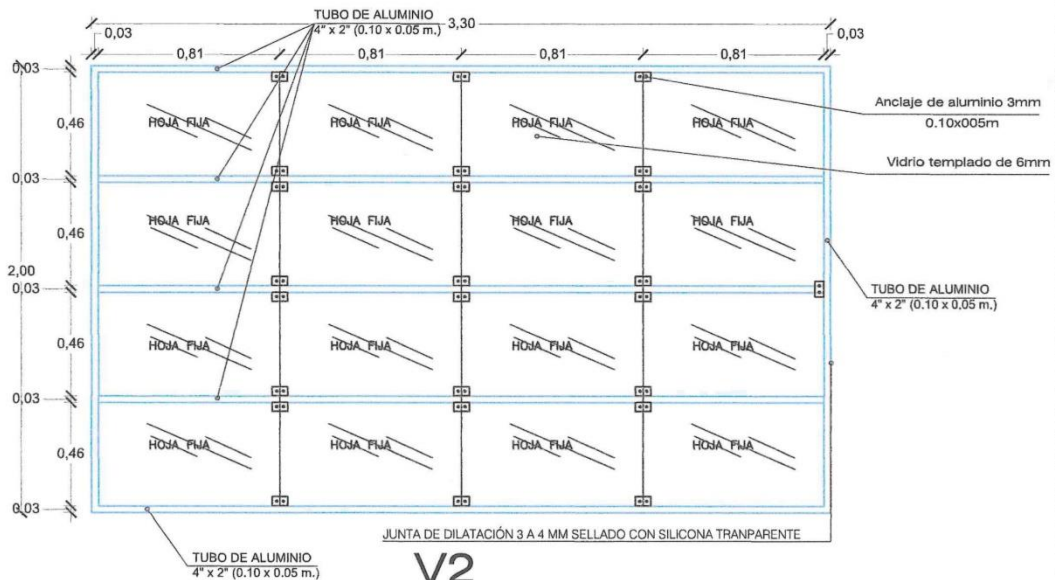 TUBO DE ALUMINIO
4" x 2" (0.10 x 0.05 m.)
3,30
0,03
0,03
0,81
0,81
0,81
0,81
0,03
0,46
HOJA FIJA
HOJA FIJA
HOJA FIJA
HOJA FIJA
Anclaje de aluminio 3mm
0.10x005m
Vidrio templado de 6mm
0,03
0,46
HOJA FIJA
HOJA FIJA
HOJA FIJA
HOJA FIJA
2,00
0,03
TUBO DE ALUMINIO
4" x 2" (0.10 x 0.05 m.)
0,46
HOJA FIJA
HOJA FIJA
HOJA FIJA
HOJA FIJA
0,03
0,46
HOJA FIJA
HOJA FIJA
HOJA FIJA
HOJA FIJA
0,03
JUNTA DE DILATACIÓN 3 A 4 MM SELLADO CON SILICONA TRANPARENTE
TUBO DE ALUMINIO
4" x 2" (0.10 x 0.05 m.)
V2